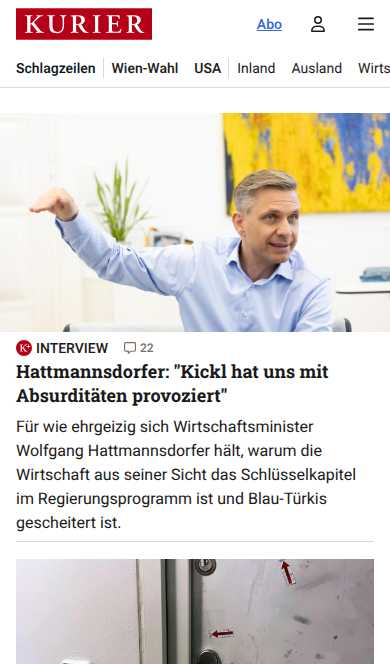 KURIER
Abo
Schlagzeilen
Wien-Wahl
USA
Inland
Ausland
Wirts
K+ INTERVIEW
22
Hattmannsdorfer: "Kickl hat uns mit
Absurditäten provoziert"
Für wie ehrgeizig sich Wirtschaftsminister
Wolfgang Hattmannsdorfer hält, warum die
Wirtschaft aus seiner Sicht das Schlüsselkapitel
im Regierungsprogramm ist und Blau-Türkis
gescheitert ist.